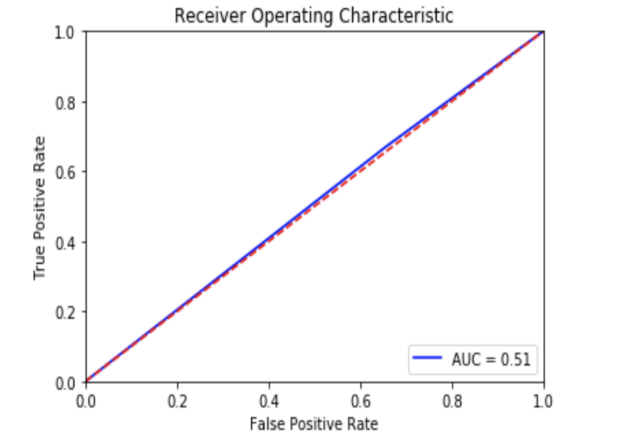 Receiver Operating Characteristic
1.0
0.8
0.6
0.4
0.2
0.0
True Positive Rate
AUC = 0.51
0.0 0.2 0.4 0.6 0.8 1.0
False Positive Rate